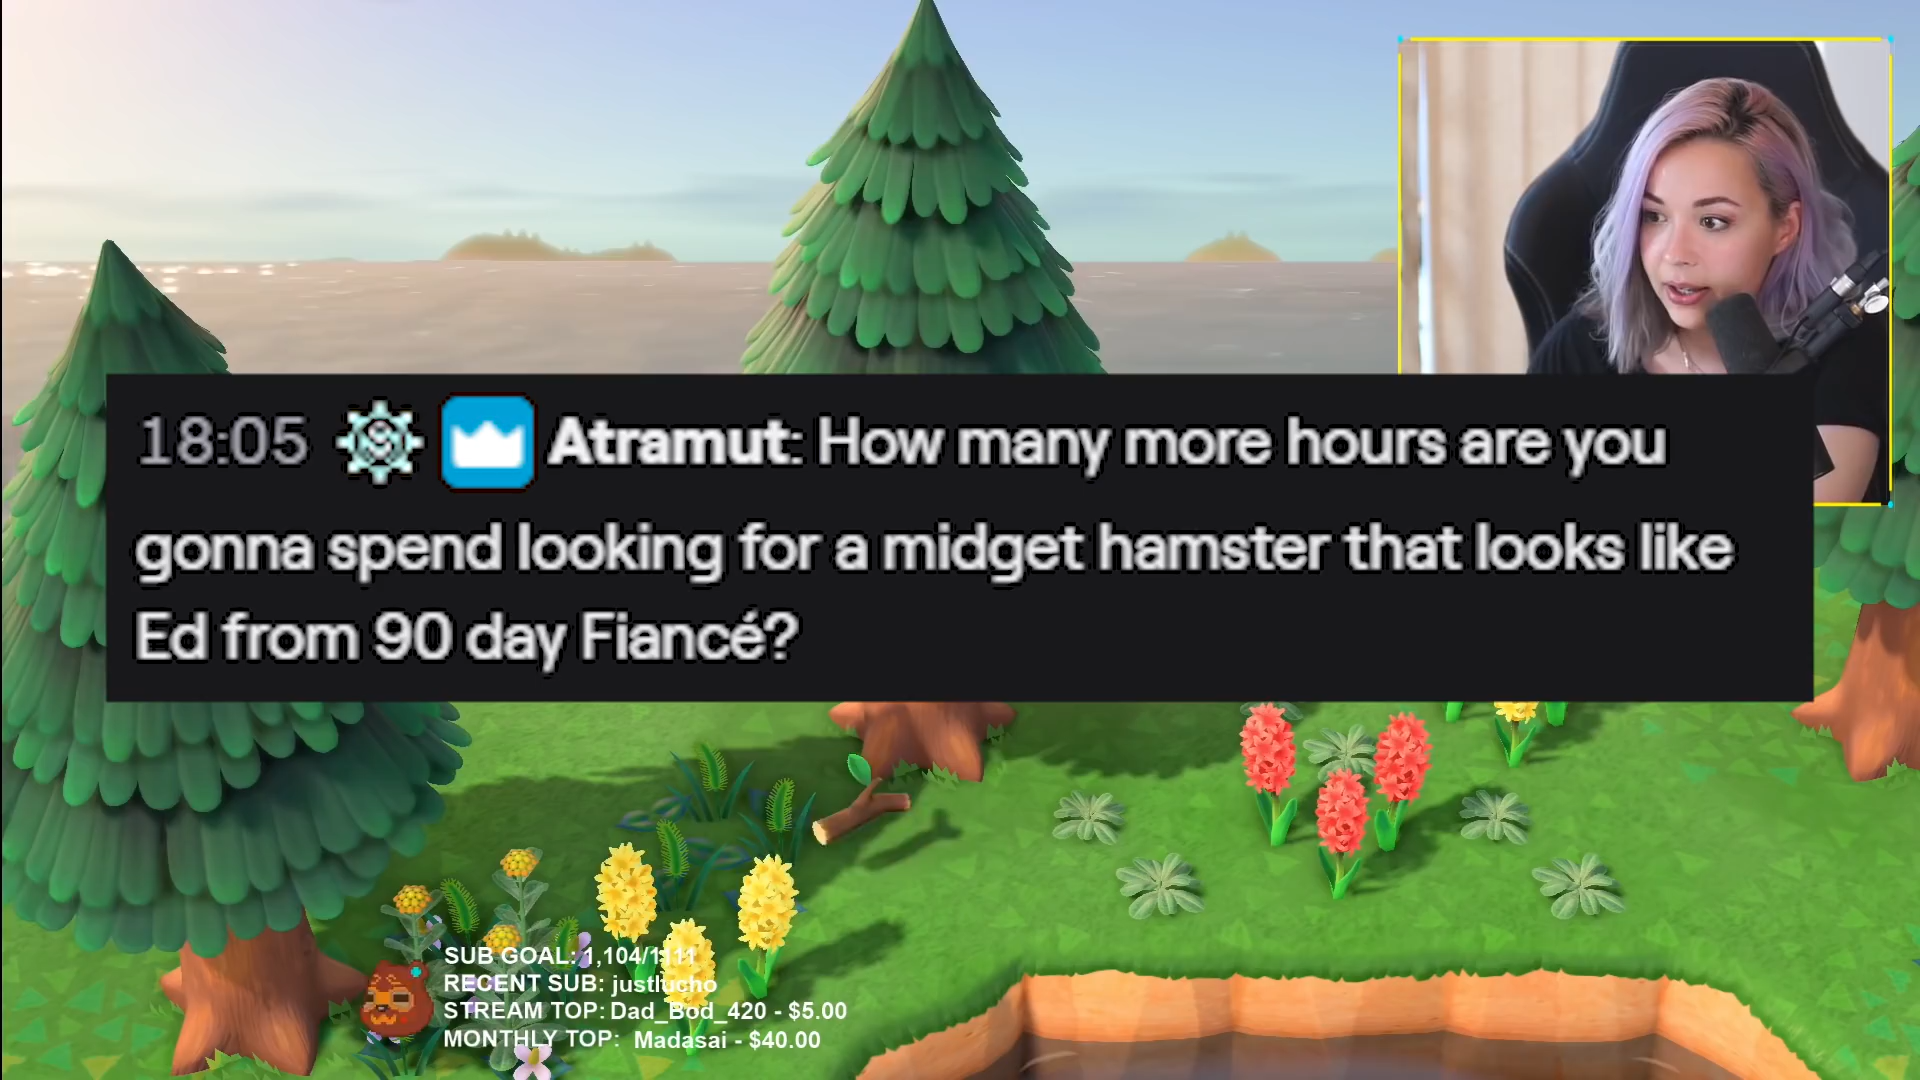 18:05 Atramut: How many more hours are you
gonna spend looking for a midget hamster that looks like
Ed from 90 day Fiancé?
SUB GOAL: 1,104/1111
RECENT SUB: justlucho
STREAM TOP: Dad_Bod_420 - $5.00
MONTHLY TOP: Madasai - $40.00